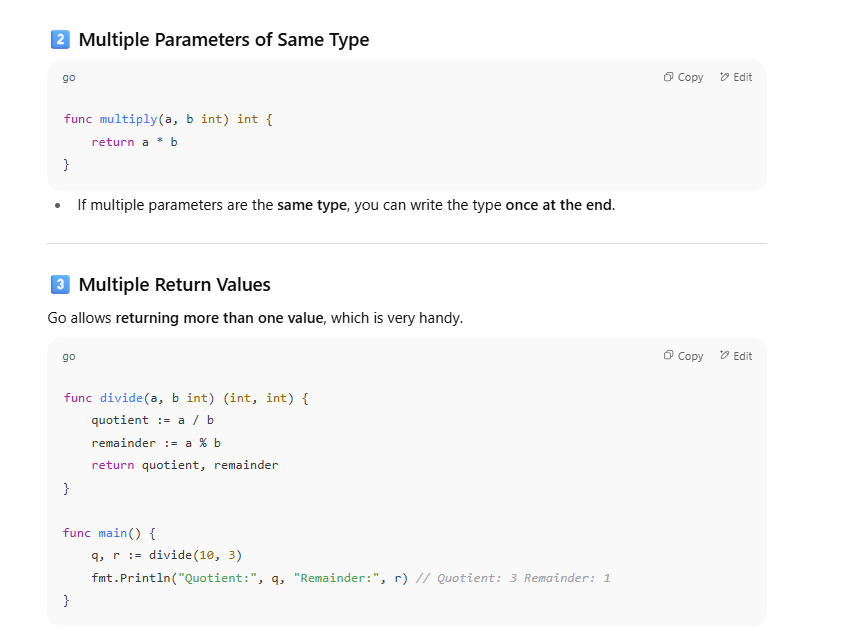 2 Multiple Parameters of Same Type
go Copy Edit
func multiply(a, b int) int {
    return a * b
}
• If multiple parameters are the same type, you can write the type once at the end.
3 Multiple Return Values
Go allows returning more than one value, which is very handy.
go Copy Edit
func divide(a, b int) (int, int) {
    quotient := a / b
    remainder := a % b
    return quotient, remainder
}
func main() {
    q, r := divide(10, 3)
    fmt.Println("Quotient:", q, "Remainder:", r) // Quotient: 3 Remainder: 1
}